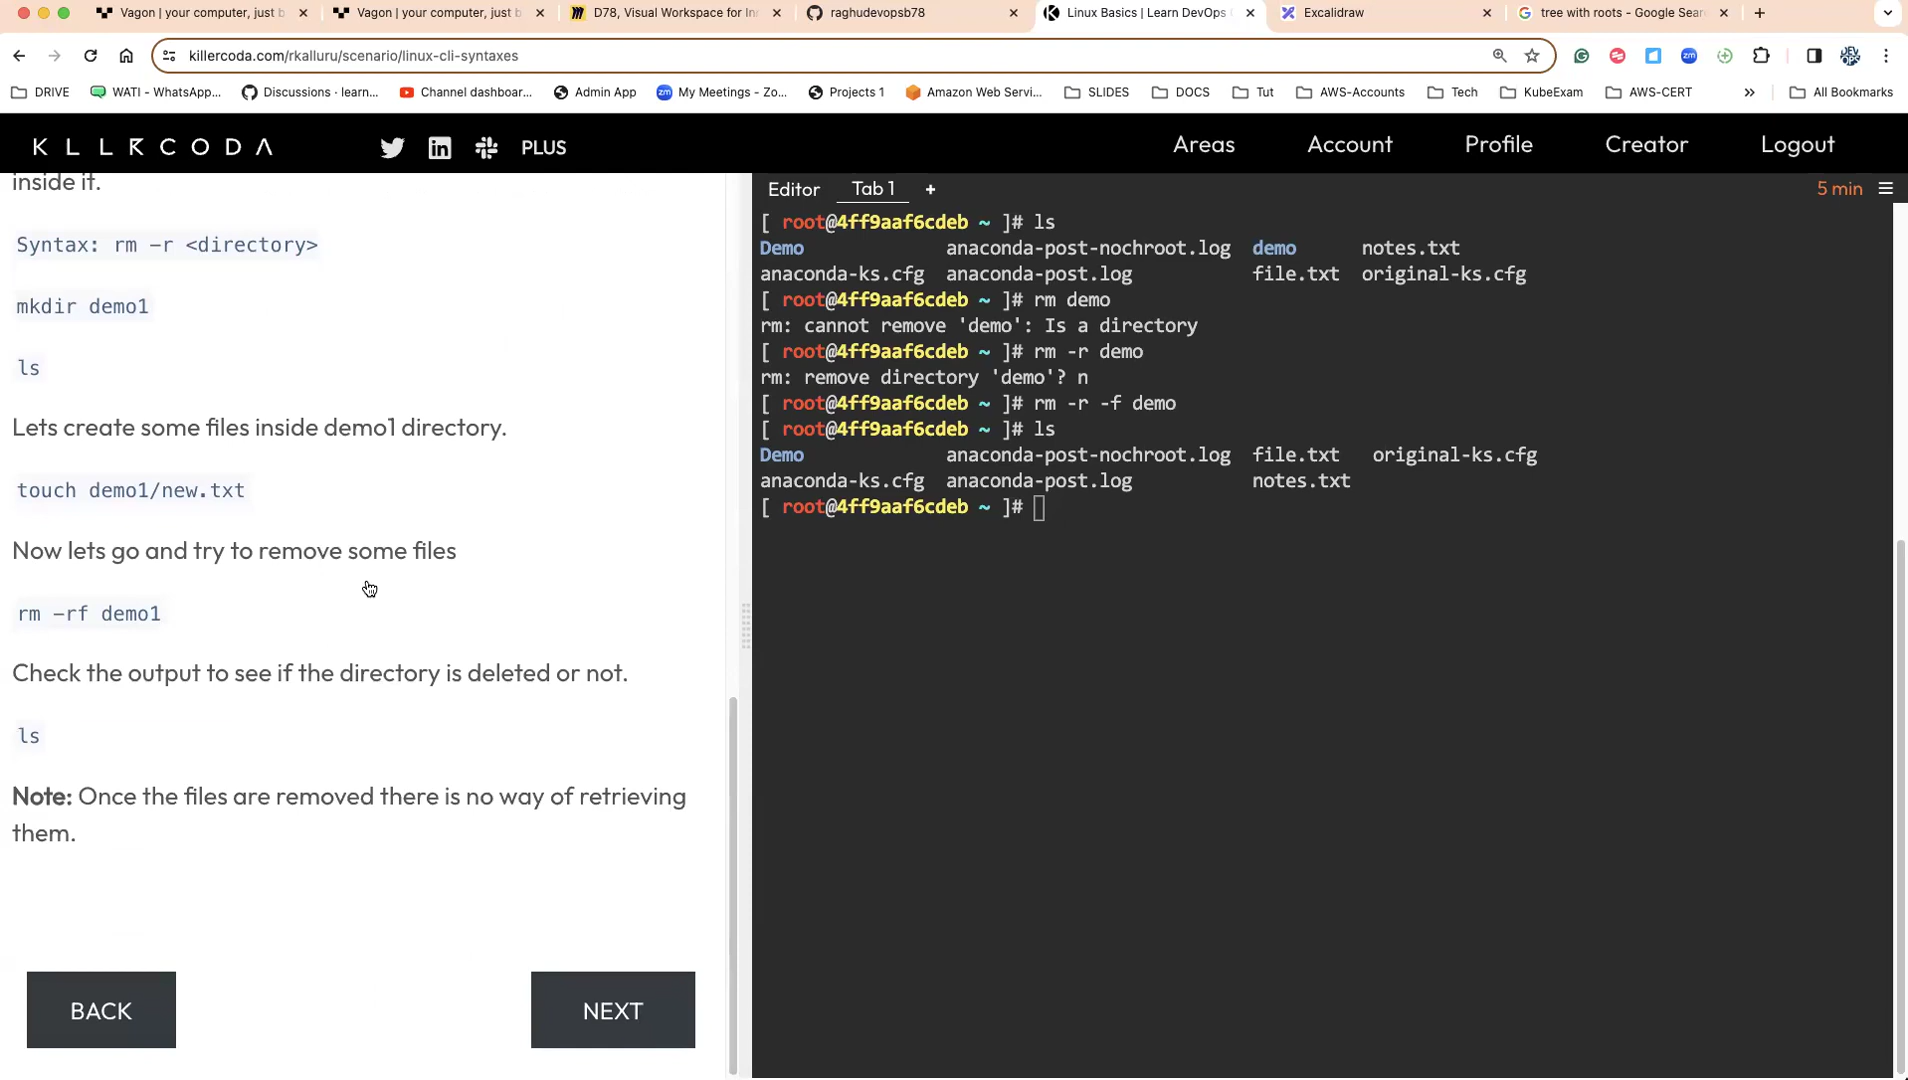 Vagon | your computer, just b
Vagon | your computer, just b
D78, Visual Workspace for Inn
raghudevopsb78
Linux Basics | Learn DevOps
Excalidraw
tree with roots - Google Sear
killercoda.com/rkalluru/scenario/linux-cli-syntaxes
DRIVE
WATI - WhatsApp...
Discussions · learn...
Channel dashboar...
Admin App
My Meetings - Zo...
Projects 1
Amazon Web Servi...
SLIDES
DOCS
Tut
AWS-Accounts
Tech
KubeExam
AWS-CERT
»
All Bookmarks
KLLRCODA
PLUS
Areas
Account
Profile
Creator
Logout
inside it.
Syntax: rm -r <directory>
mkdir demo1
ls
Lets create some files inside demo1 directory.
touch demo1/new.txt
Now lets go and try to remove some files
rm -rf demo1
Check the output to see if the directory is deleted or not.
ls
Note: Once the files are removed there is no way of retrieving
them.
BACK
NEXT
Editor
Tab 1
+
5 min
[ root@4ff9aaf6cdeb ~ ]# ls
Demo anaconda-post-nochroot.log demo notes.txt
anaconda-ks.cfg anaconda-post.log file.txt original-ks.cfg
[ root@4ff9aaf6cdeb ~ ]# rm demo
rm: cannot remove 'demo': Is a directory
[ root@4ff9aaf6cdeb ~ ]# rm -r demo
rm: remove directory 'demo'? n
[ root@4ff9aaf6cdeb ~ ]# rm -r -f demo
[ root@4ff9aaf6cdeb ~ ]# ls
Demo anaconda-post-nochroot.log file.txt original-ks.cfg
anaconda-ks.cfg anaconda-post.log notes.txt
[ root@4ff9aaf6cdeb ~ ]#